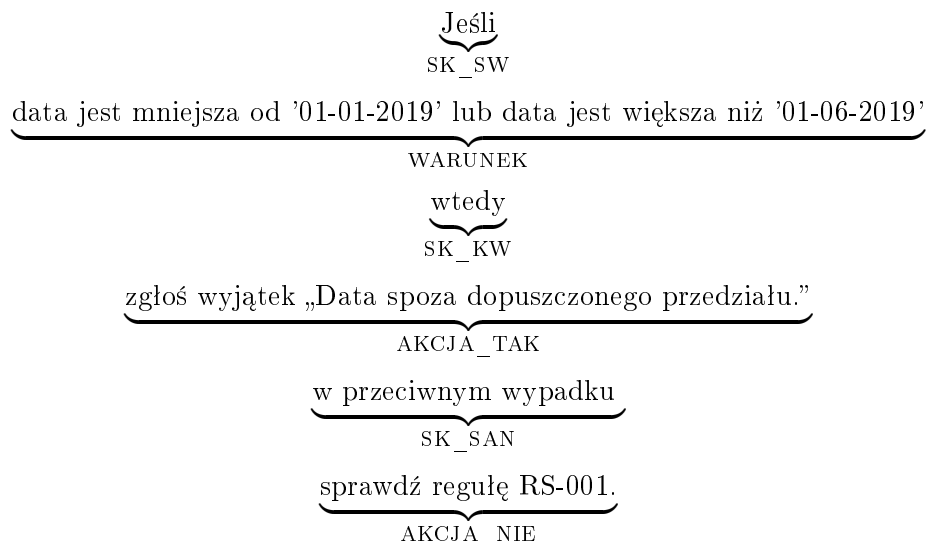 Jeśli
SK_SW
data jest mniejsza od '01-01-2019' lub data jest większa niż '01-06-2019'
WARUNEK
wtedy
SK_KW
zgłoś wyjątek „Data spoza dopuszczonego przedziału.”
AKCJA_TAK
w przeciwnym wypadku
SK_SAN
sprawdź regułę RS-001.
AKCJA_NIE